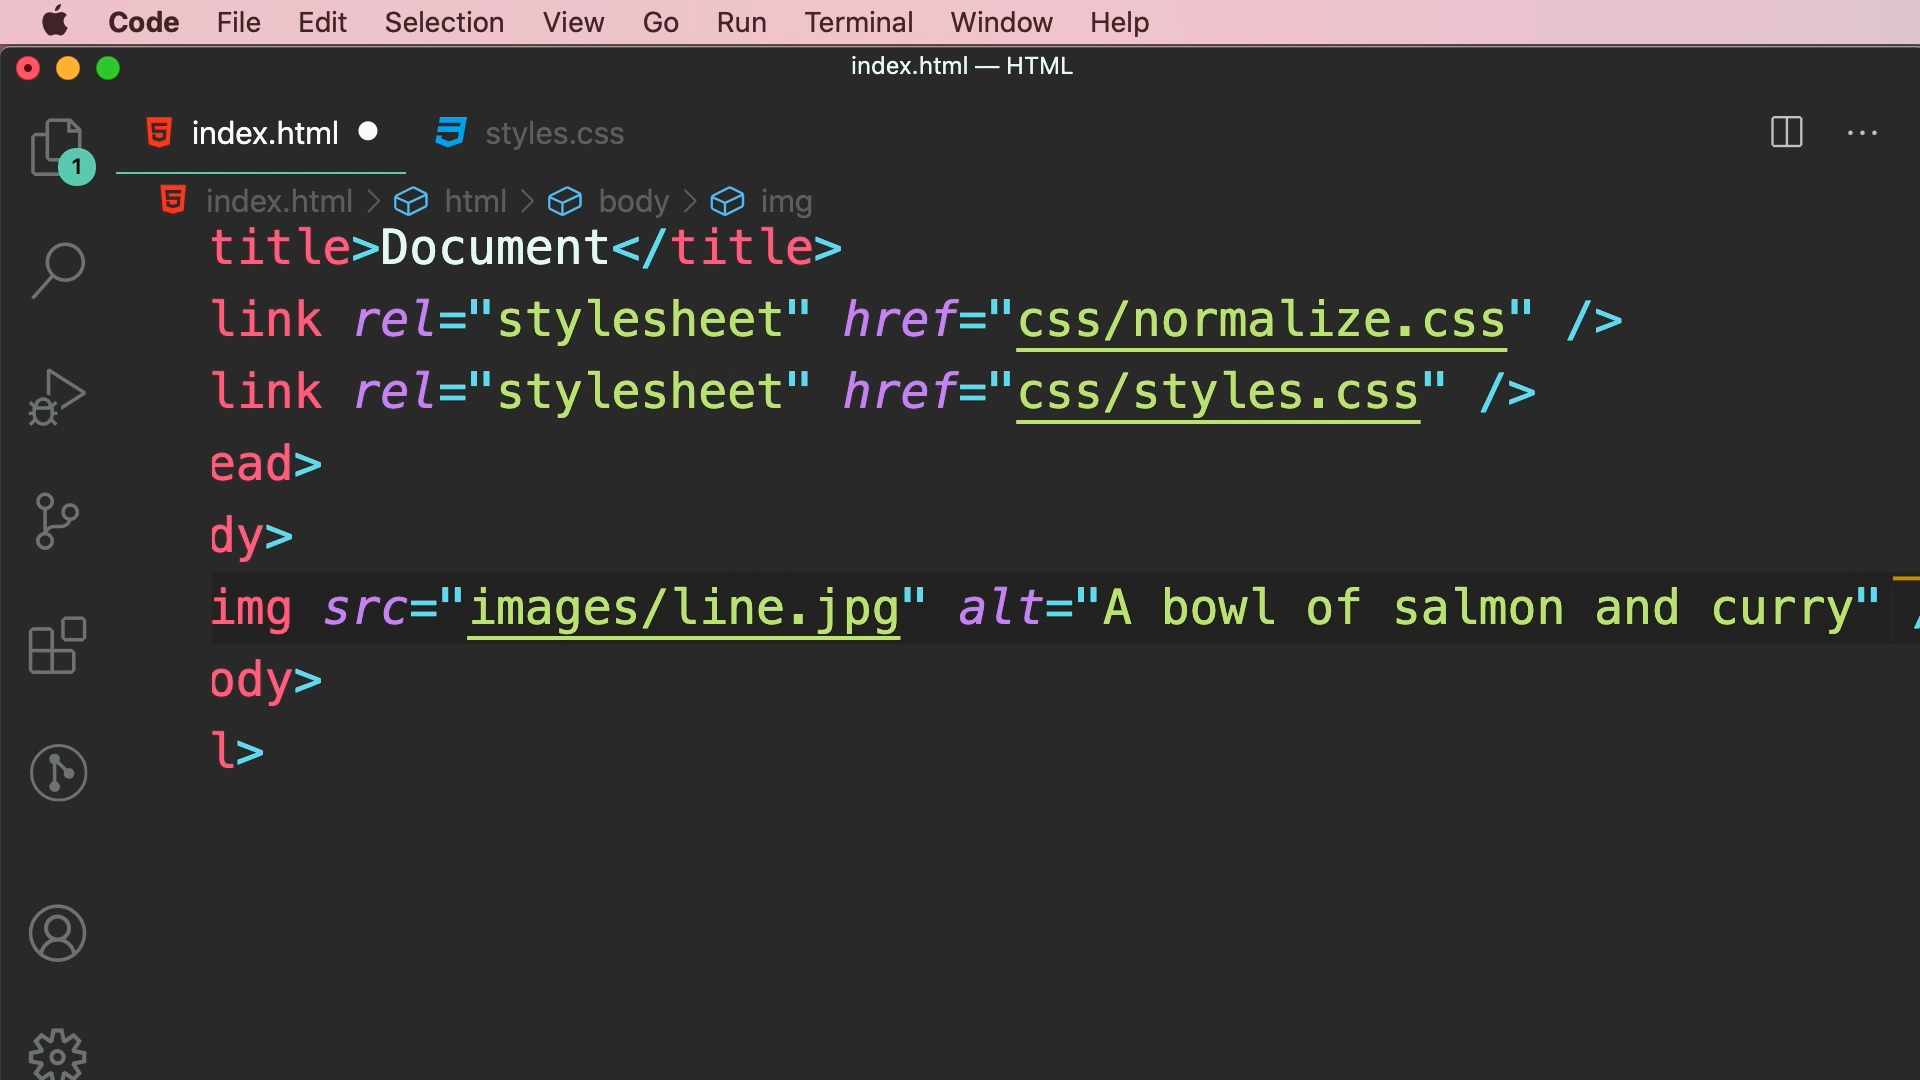 Code File Edit Selection View Go Run Terminal Window Help
index.html — HTML
index.html styles.css
1
index.html > html > body > img
title>Document</title>
link rel="stylesheet" href="css/normalize.css" />
link rel="stylesheet" href="css/styles.css" />
ead>
dy>
img src="images/line.jpg" alt="A bowl of salmon and curry" /
ody>
l>